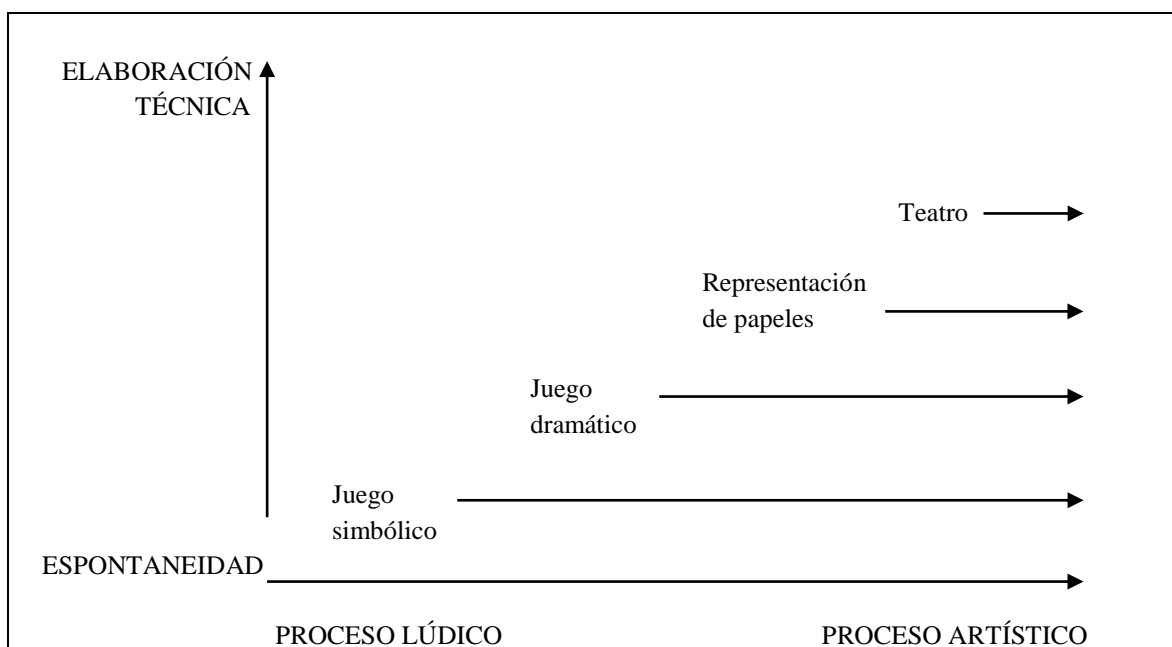 ELABORACIÓN
TÉCNICA
Teatro
Representación
de papeles
Juego
dramático
Juego
simbólico
ESPONTANEIDAD
PROCESO LÚDICO PROCESO ARTÍSTICO